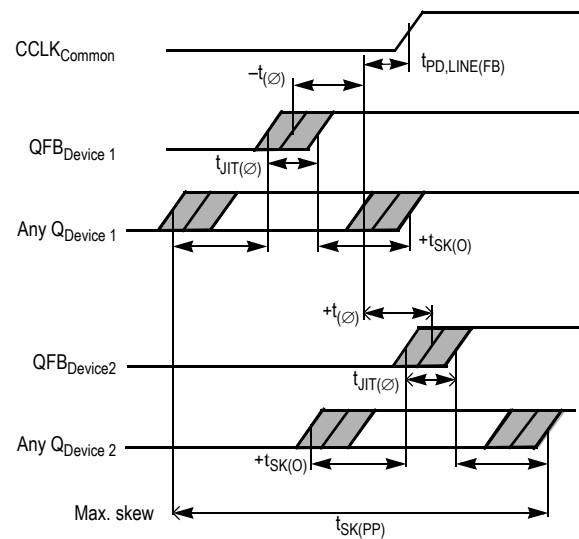 CCLKCommon
tPD,LINE(FB)
–t(∅)
QFBDevice 1
tJIT(∅)
Any QDevice 1
+tSK(O)
+t(∅)
QFBDevice2
tJIT(∅)
Any QDevice 2
+tSK(O)
Max. skew
tSK(PP)